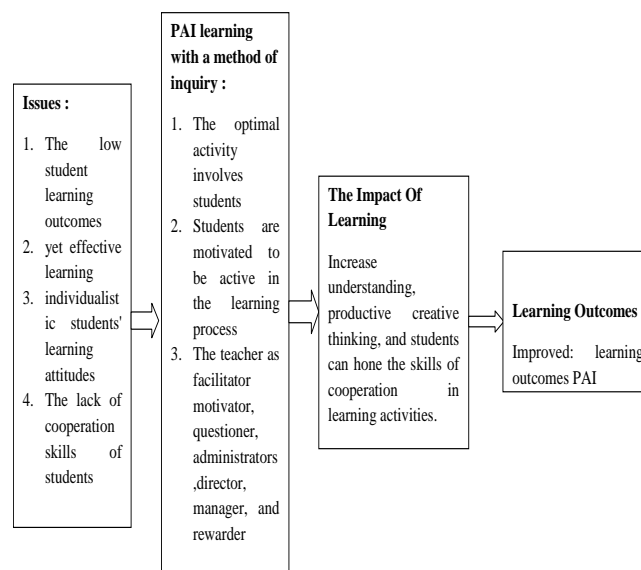 Issues :
1. The low
student
learning
outcomes
2. yet effective
learning
3. individualist
ic students'
learning
attitudes
4. The lack of
cooperation
skills of
students
PAI learning
with a method of
inquiry :
1. The optimal
activity
involves
students
2. Students are
motivated to
be active in
the learning
process
3. The teacher as
facilitator
motivator,
questioner,
administrators
,director,
manager, and
rewarder
The Impact Of
Learning
Increase
understanding,
productive creative
thinking, and students
can hone the skills of
cooperation in
learning activities.
Learning Outcomes
Improved: learning
outcomes PAI